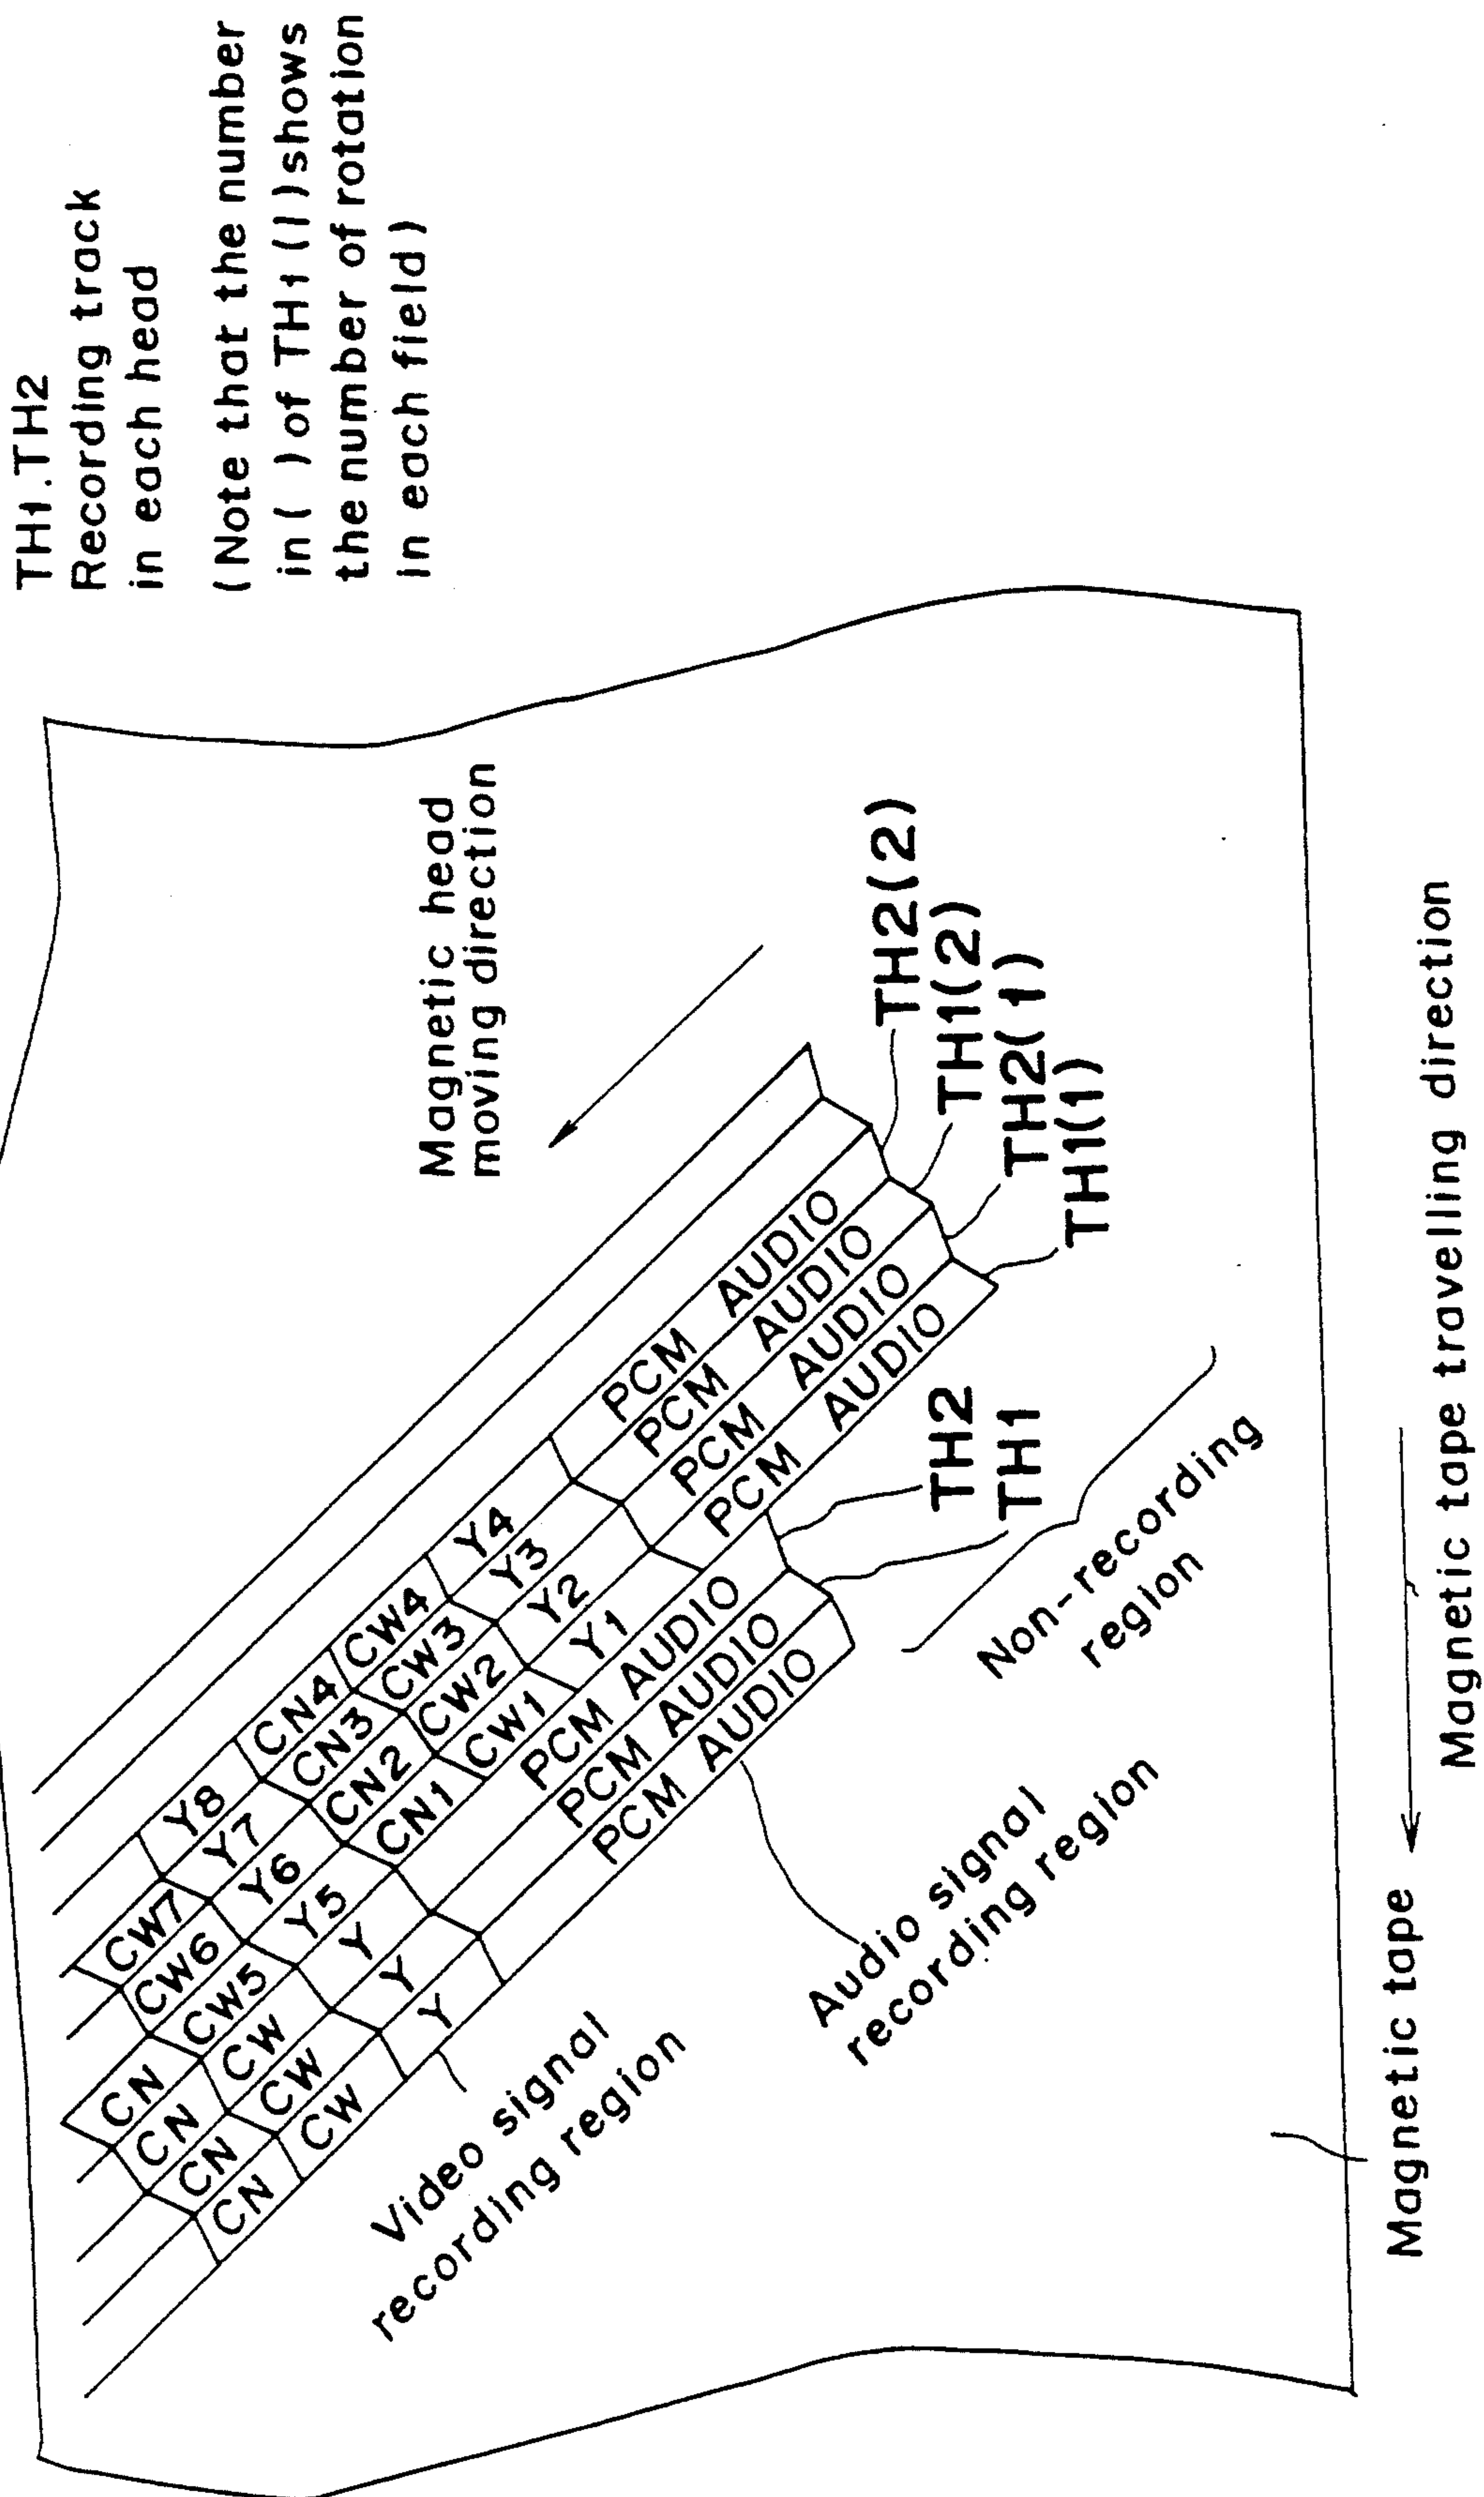 TH1.TH2
Recording track
in each head
(Note that the number
in ( ) of TH1(1) shows
the number of rotation
in each field)
Magnetic head
moving direction
CN CW7 Y8 CN4 CW4 Y4 PCM AUDIO
CN CW6 Y7 CN3 CW3 Y3 PCM AUDIO
CN CW5 Y6 CN2 CW2 Y2 PCM AUDIO
CN CW Y5 CN1 CW1 Y1 PCM AUDIO
CW Y PCM AUDIO
CW Y PCM AUDIO
Y PCM AUDIO
TH2(2)
TH1(2)
TH2(1)
TH1(1)
TH2
TH1
Video signal
recording region
Audio signal
recording region
Non-recording
region
Magnetic tape
Magnetic tape travelling direction